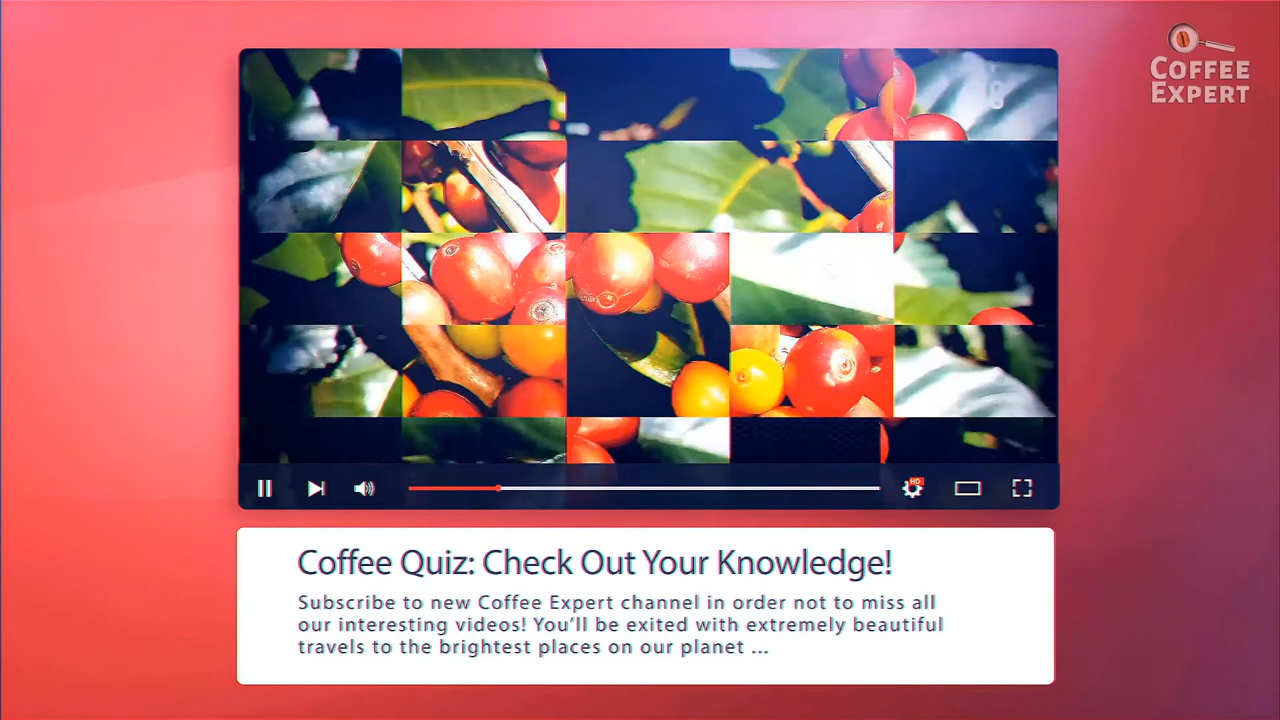 COFFEE
EXPERT
HD
Coffee Quiz: Check Out Your Knowledge!
Subscribe to new Coffee Expert channel in order not to miss all
our interesting videos! You’ll be exited with extremely beautiful
travels to the brightest places on our planet ...